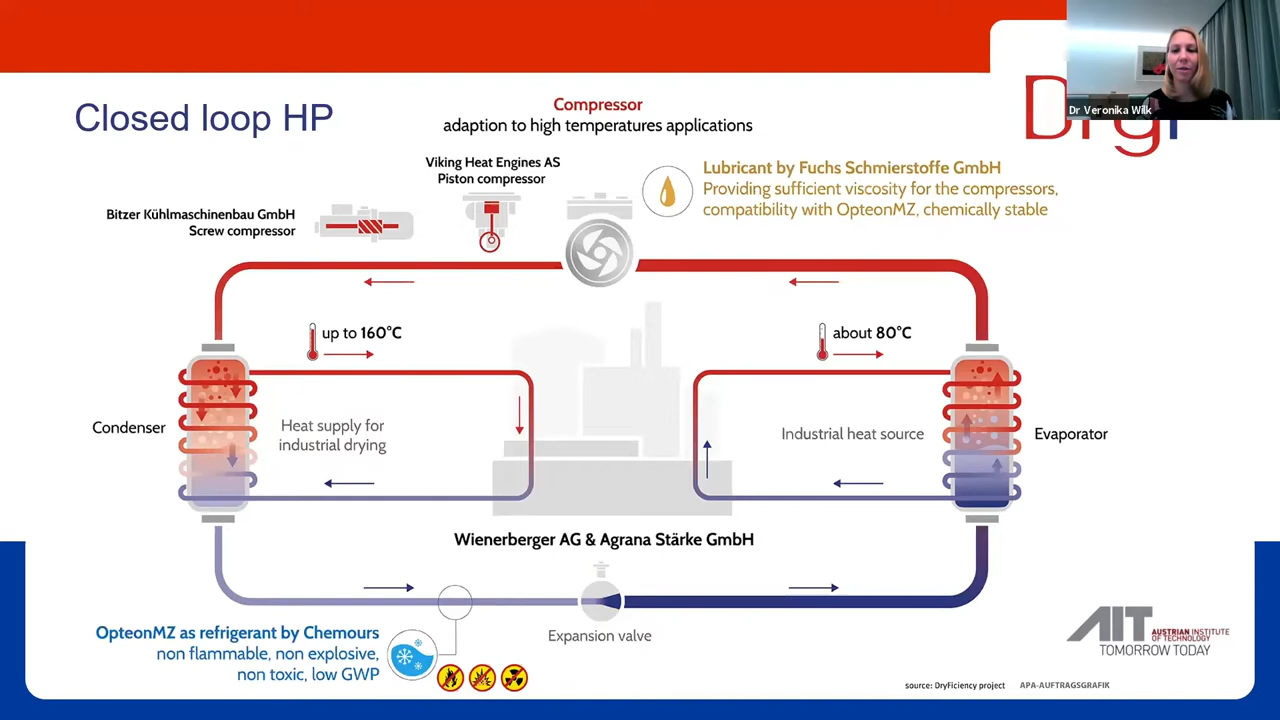 Closed loop HP
Compressor
adaption to high temperatures applications
Dr Veronika Wilk
Viking Heat Engines AS
Piston compressor
Lubricant by Fuchs Schmierstoffe GmbH
Providing sufficient viscosity for the compressors,
compatibility with OpteonMZ, chemically stable
Bitzer Kühlmaschinenbau GmbH
Screw compressor
up to 160°C
about 80°C
Condenser
Heat supply for
industrial drying
Industrial heat source
Evaporator
Wienerberger AG & Agrana Stärke GmbH
Expansion valve
OpteonMZ as refrigerant by Chemours
non flammable, non explosive,
non toxic, low GWP
AIT AUSTRIAN INSTITUTE
OF TECHNOLOGY
TOMORROW TODAY
source: DryFiciency project APA-AUFTRAGSGRAFIK